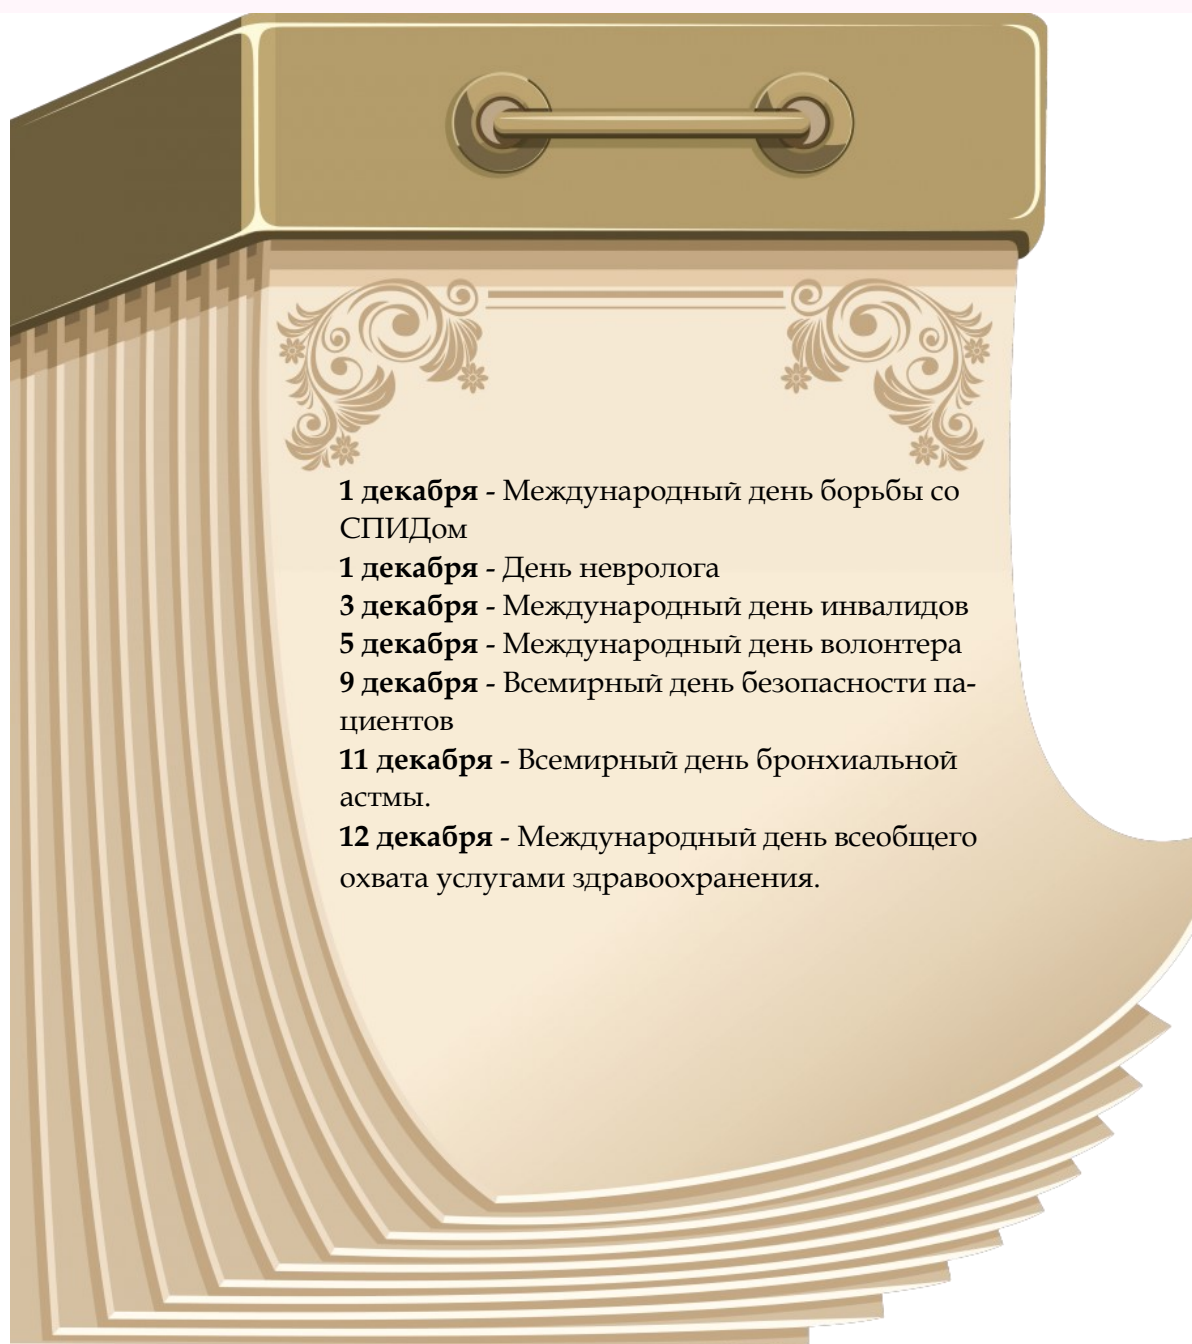 1 декабря - Международный день борьбы со
СПИДом
1 декабря - День невролога
3 декабря - Международный день инвалидов
5 декабря - Международный день волонтера
9 декабря - Всемирный день безопасности па-
циентов
11 декабря - Всемирный день бронхиальной
астмы.
12 декабря - Международный день всеобщего
охвата услугами здравоохранения.